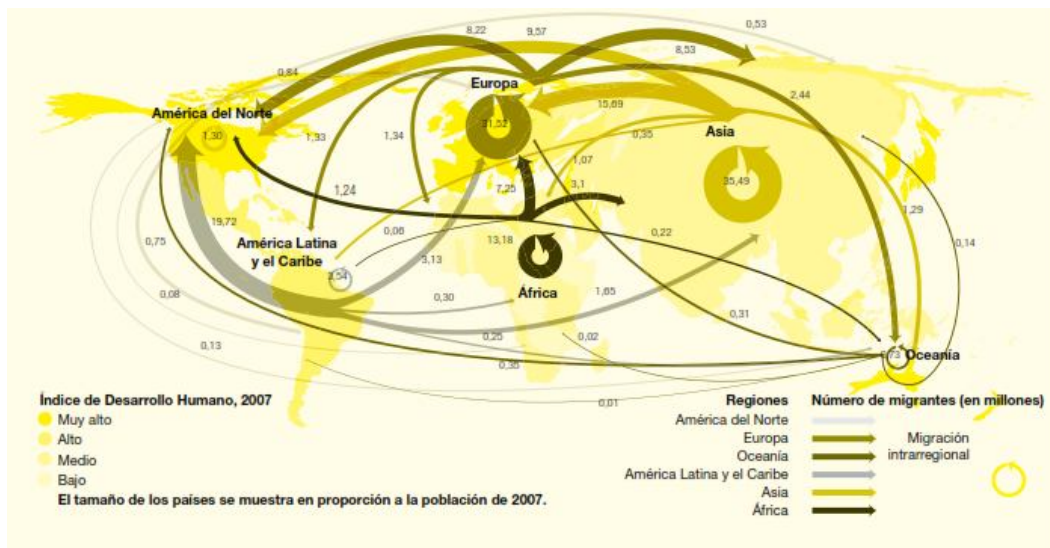 0,53
8,22
9,57
8,53
0,84
Europa
2,44
América del Norte
15,69
31,52
Asia
1,30
1,33
1,34
0,35
1,07
35,49
7,25
3,1
1,24
19,72
1,29
0,06
0,22
América Latina
y el Caribe
0,75
13,18
0,14
3,13
2,54
África
0,08
0,30
1,65
0,31
0,25
0,02
0,13
Oceanía
0,35
0,01
Índice de Desarrollo Humano, 2007
Muy alto
Alto
Medio
Bajo
El tamaño de los países se muestra en proporción a la población de 2007.
Regiones Número de migrantes (en millones)
América del Norte
Europa Migración
Oceanía intrarregional
América Latina y el Caribe
Asia
África